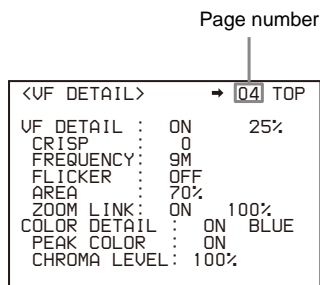 Page number
<VF DETAIL> → 04 TOP
VF DETAIL : ON 25%
CRISP : 0
FREQUENCY: 9M
FLICKER : OFF
AREA : 70%
ZOOM LINK: ON 100%
COLOR DETAIL : ON BLUE
PEAK COLOR : ON
CHROMA LEVEL: 100%